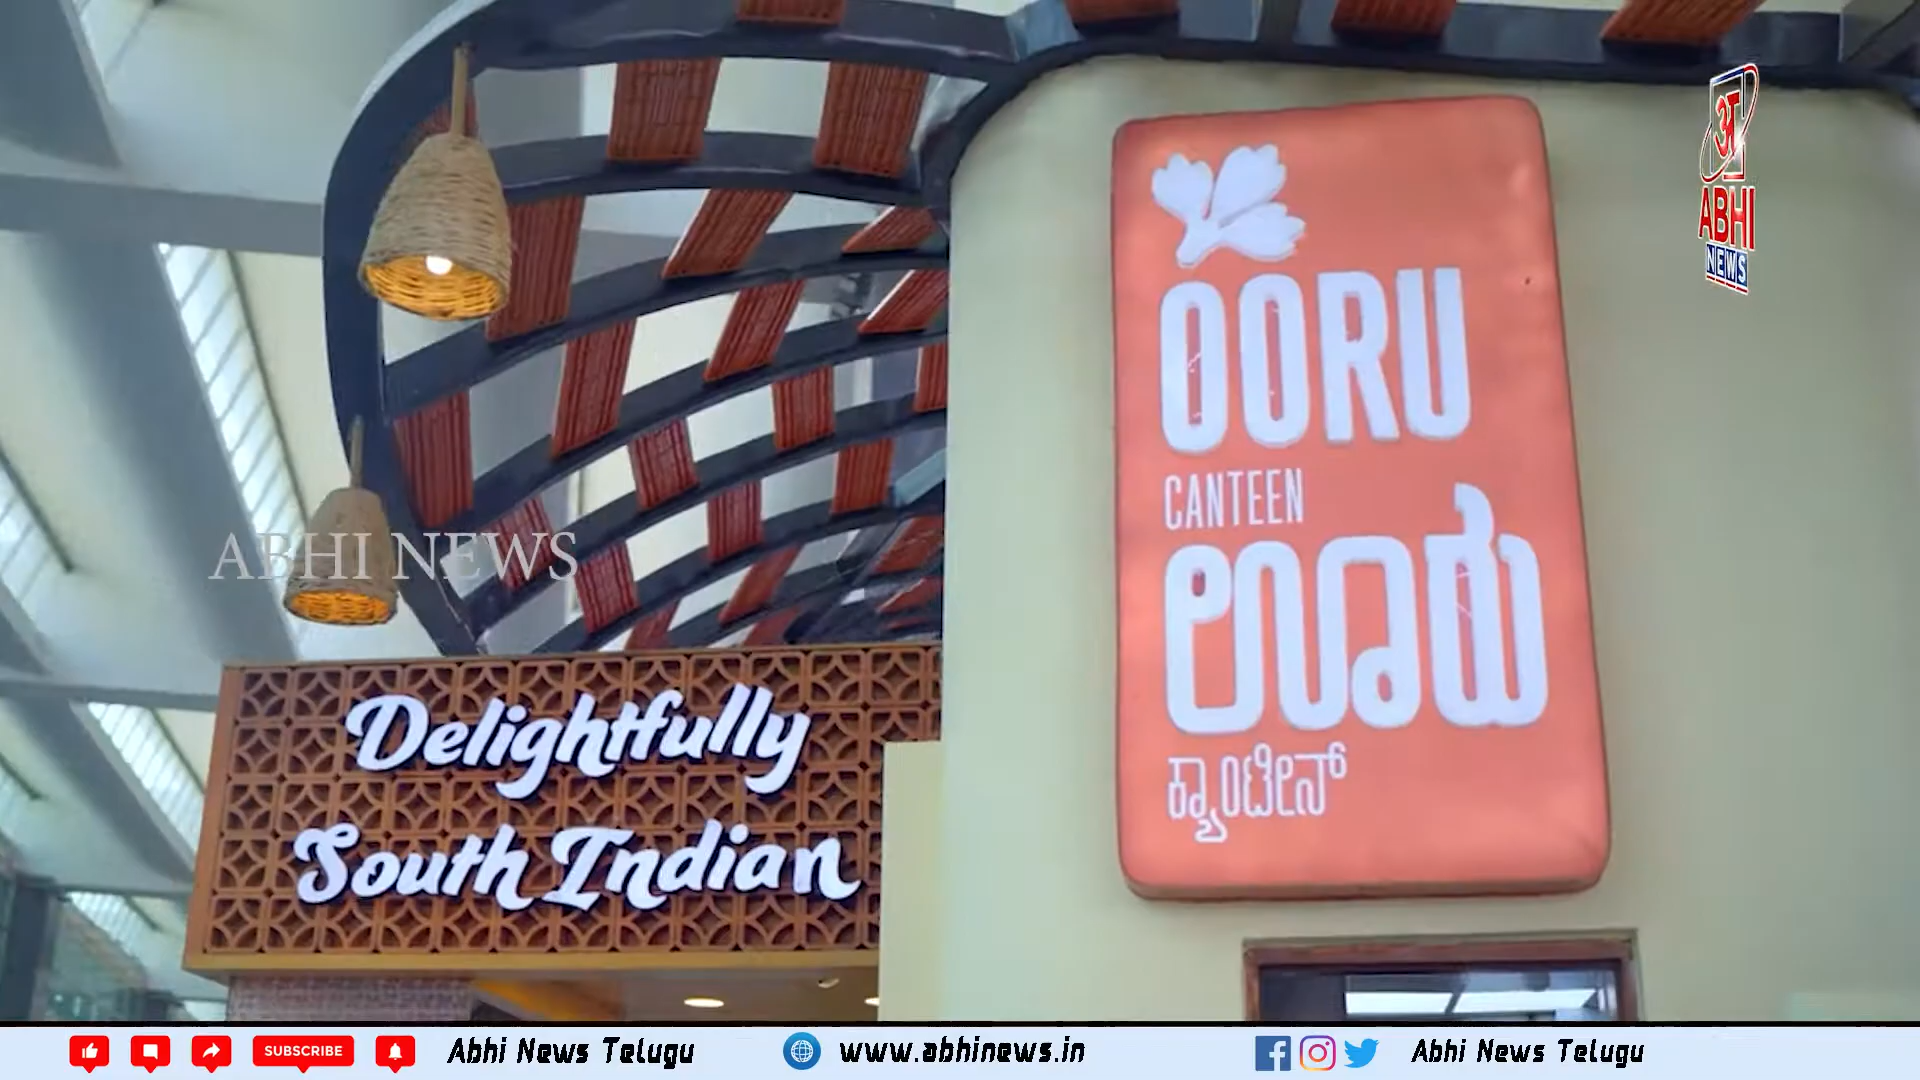 अ
ABHI
NEWS
OORU
CANTEEN
ಊರು
ಕ್ಯಾಂಟೀನ್
ABHI NEWS
Delightfully
South Indian
SUBSCRIBE
Abhi News Telugu
www.abhinews.in
Abhi News Telugu